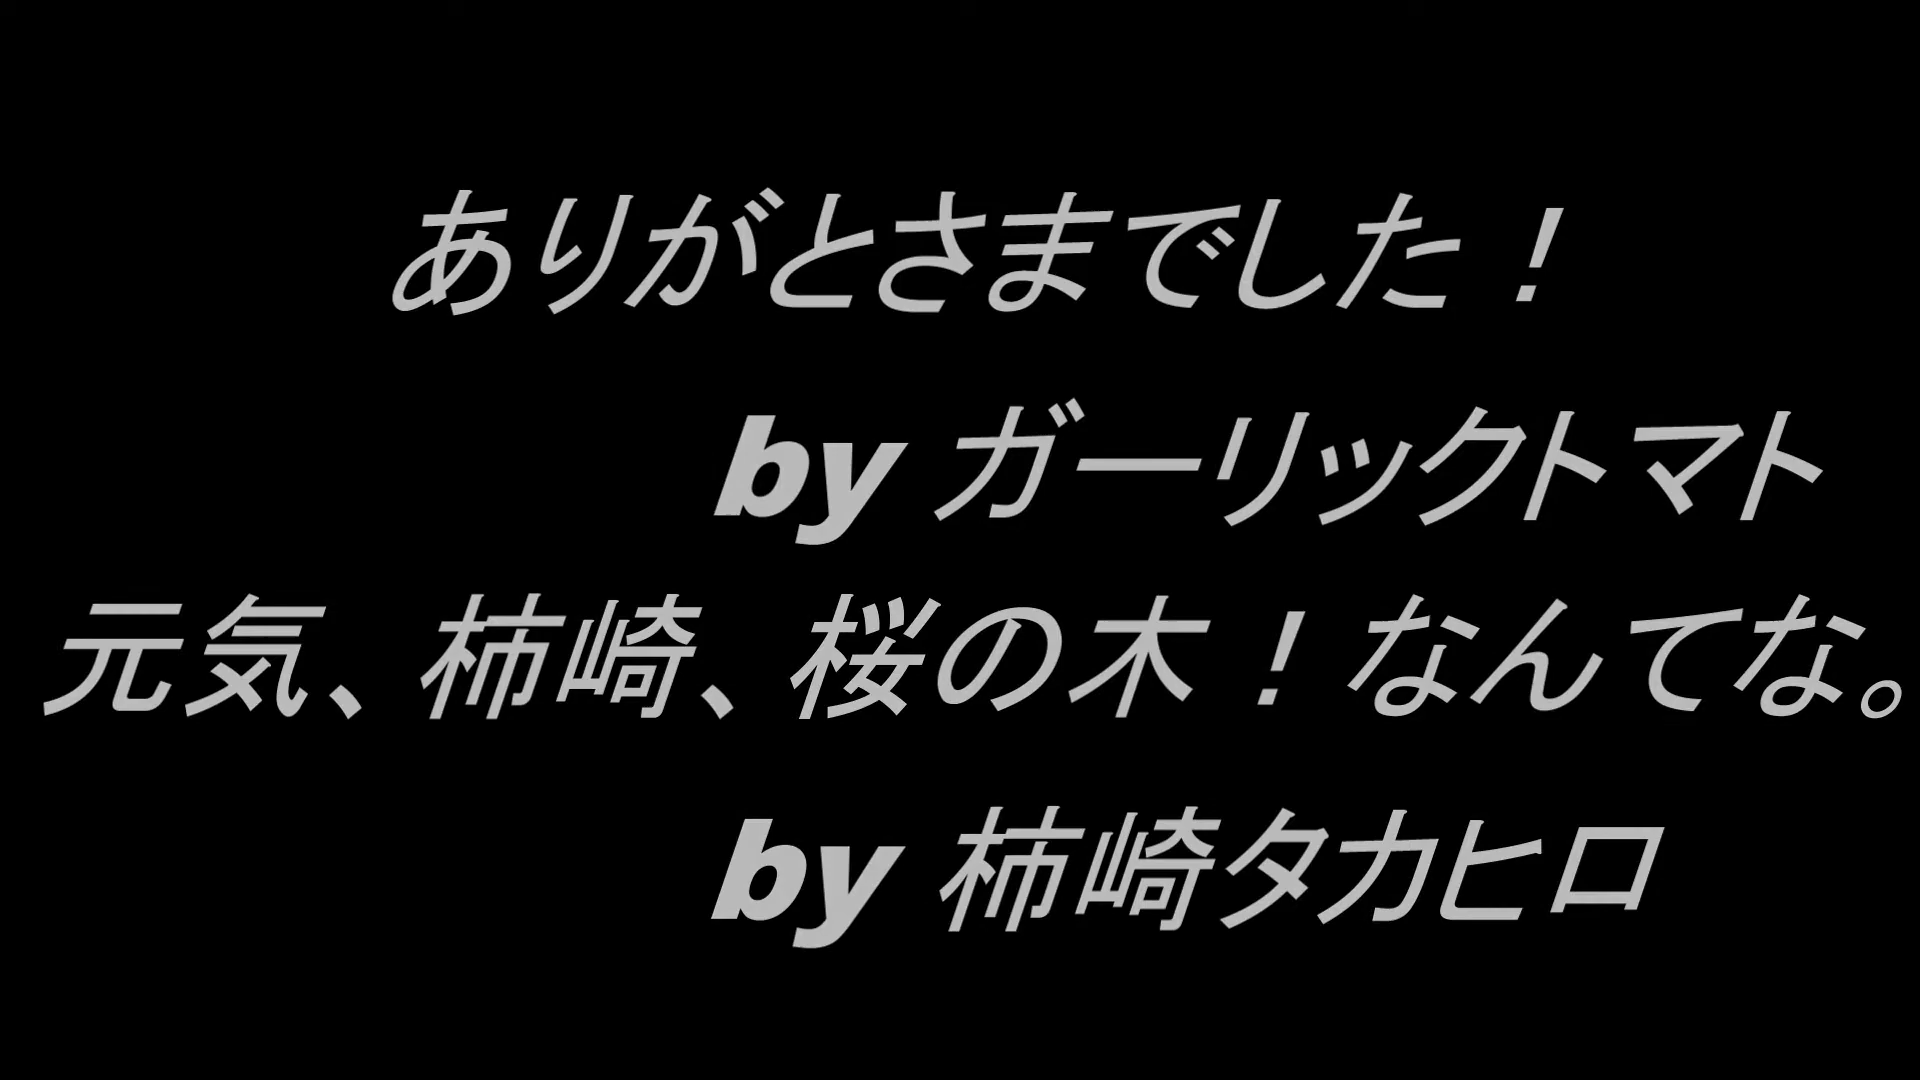 ありがとさまでした！
by ガーリックトマト
元気、柿崎、桜の木！なんてな。
by 柿崎タカヒロ